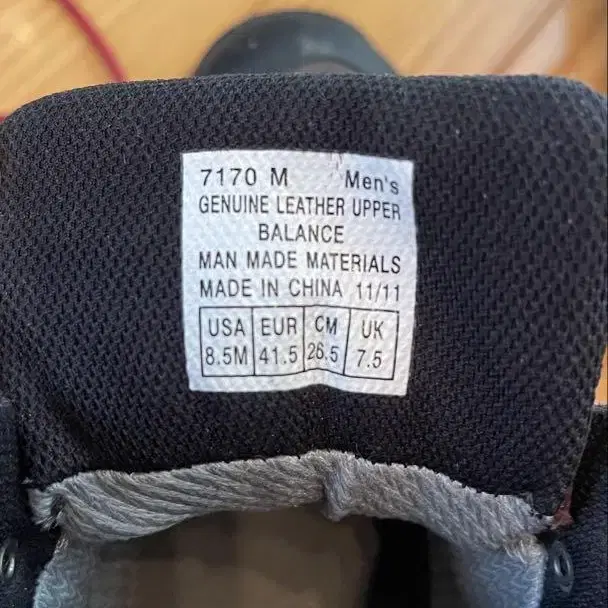 7170 M Men's
GENUINE LEATHER UPPER
BALANCE
MAN MADE MATERIALS
MADE IN CHINA 11/11
USA EUR CM UK
8.5M 41.5 26.5 7.5